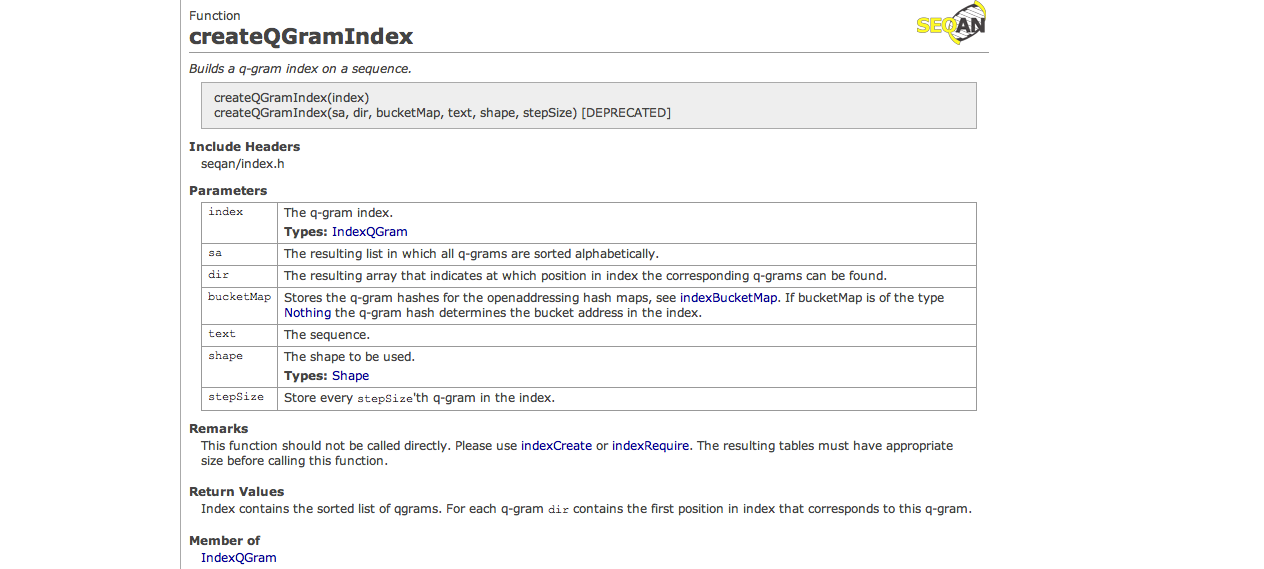 Function
SEQAN
createQGramIndex
Builds a q-gram index on a sequence.
createQGramIndex(index)
createQGramIndex(sa, dir, bucketMap, text, shape, stepSize) [DEPRECATED]
Include Headers
seqan/index.h
Parameters
index The q-gram index.
Types: IndexQGram
sa The resulting list in which all q-grams are sorted alphabetically.
dir The resulting array that indicates at which position in index the corresponding q-grams can be found.
bucketMap Stores the q-gram hashes for the openaddressing hash maps, see indexBucketMap. If bucketMap is of the type
Nothing the q-gram hash determines the bucket address in the index.
text The sequence.
shape The shape to be used.
Types: Shape
stepSize Store every stepSize'th q-gram in the index.
Remarks
This function should not be called directly. Please use indexCreate or indexRequire. The resulting tables must have appropriate
size before calling this function.
Return Values
Index contains the sorted list of qgrams. For each q-gram dir contains the first position in index that corresponds to this q-gram.
Member of
IndexQGram